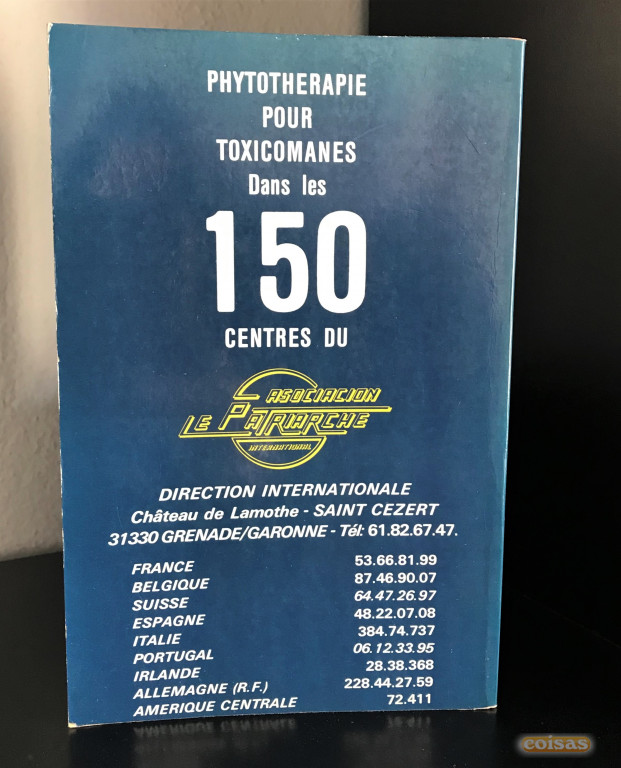 PHYTOTHERAPIE
POUR
TOXICOMANES
Dans les
150
CENTRES DU
ASOCIACION
LE PATRIARCHE
INTERNATIONAL
DIRECTION INTERNATIONALE
Château de Lamothe - SAINT CEZERT
31330 GRENADE/GARONNE - Tél: 61.82.67.47.
FRANCE 53.66.81.99
BELGIQUE 87.46.90.07
SUISSE 64.47.26.97
ESPAGNE 48.22.07.08
ITALIE 384.74.737
PORTUGAL 06.12.33.95
IRLANDE 28.38.368
ALLEMAGNE (R.F.) 228.44.27.59
AMERIQUE CENTRALE 72.411
coisas